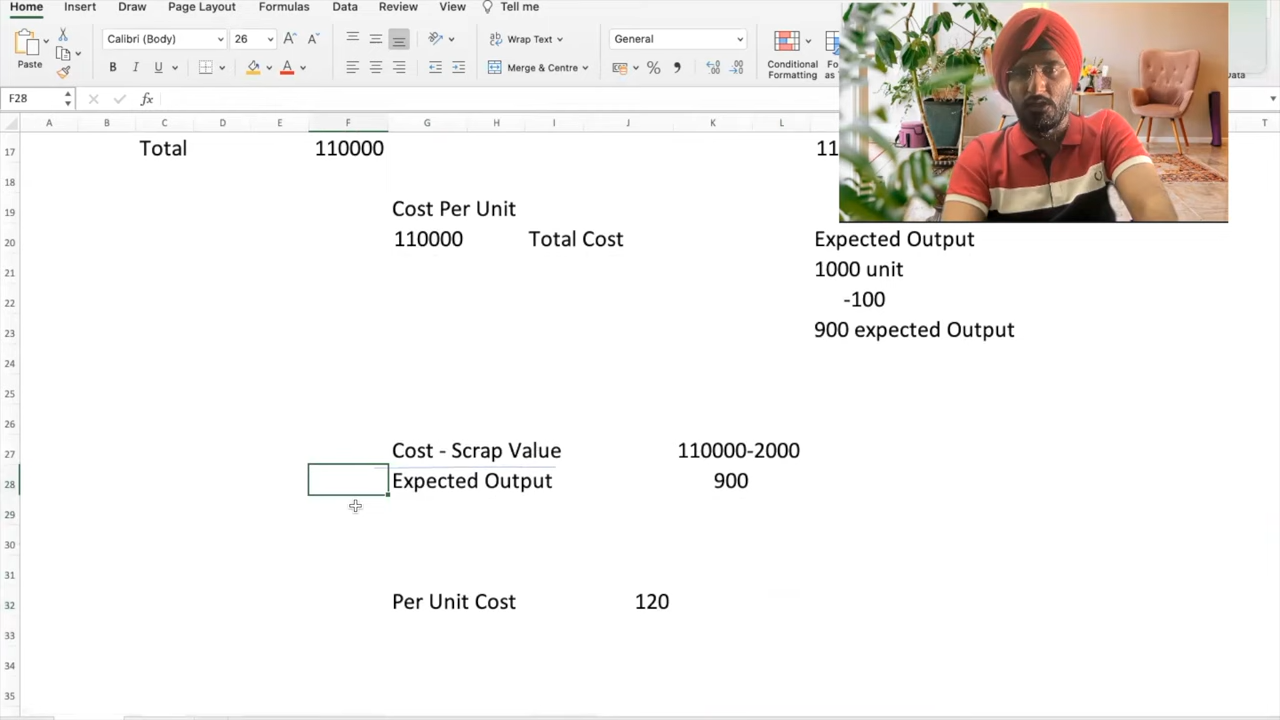 Home Insert Draw Page Layout Formulas Data Review View Tell me
Calibri (Body) 26 A A Wrap Text General
Paste B I U A Merge & Centre % Conditional Formatting
F28 fx
A B C D E F G H I J K L T
17 Total 110000 11
18
19 Cost Per Unit
20 110000 Total Cost Expected Output
21 1000 unit
22 -100
23 900 expected Output
24
25
26
27 Cost - Scrap Value 110000-2000
28 Expected Output 900
29
30
31
32 Per Unit Cost 120
33
34
35